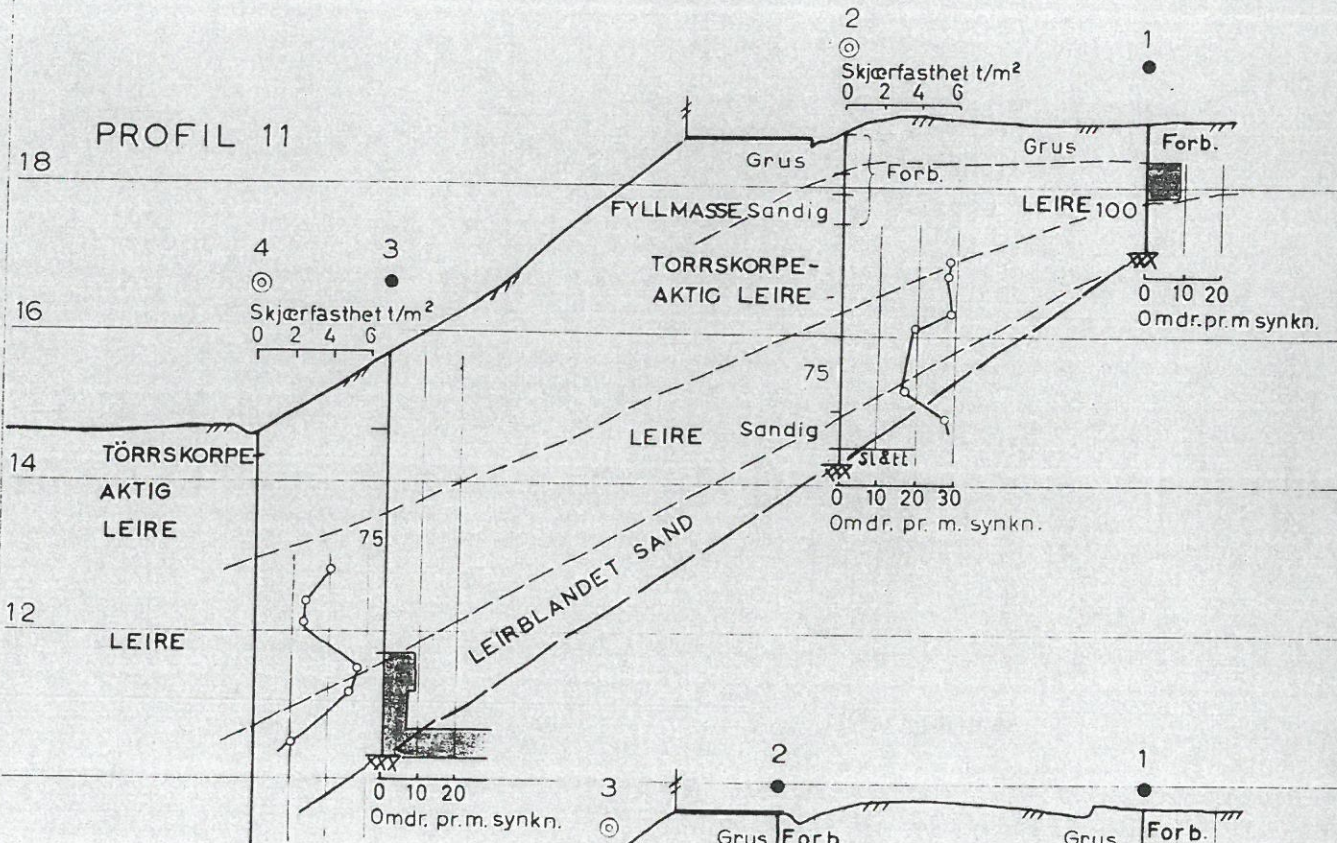 PROFIL 11
2
Skjærfasthet t/m²
0 2 4 6
1
18
Grus
Forb.
Grus
Forb.
FYLLMASSE Sandig
LEIRE 100
4
3
TORRSKORPE-
AKTIG LEIRE
Skjærfasthet t/m²
0 2 4 6
0 10 20
Omdr.pr.m synkn.
16
75
LEIRE
Sandig
Slått
TÖRRSKORPE-
AKTIG
LEIRE
14
0 10 20 30
Omdr. pr. m. synkn.
75
LEIRBLANDET SAND
12
LEIRE
0 10 20
Omdr. pr. m. synkn.
3
2
1
Grus
Forb.
Grus
Forb.